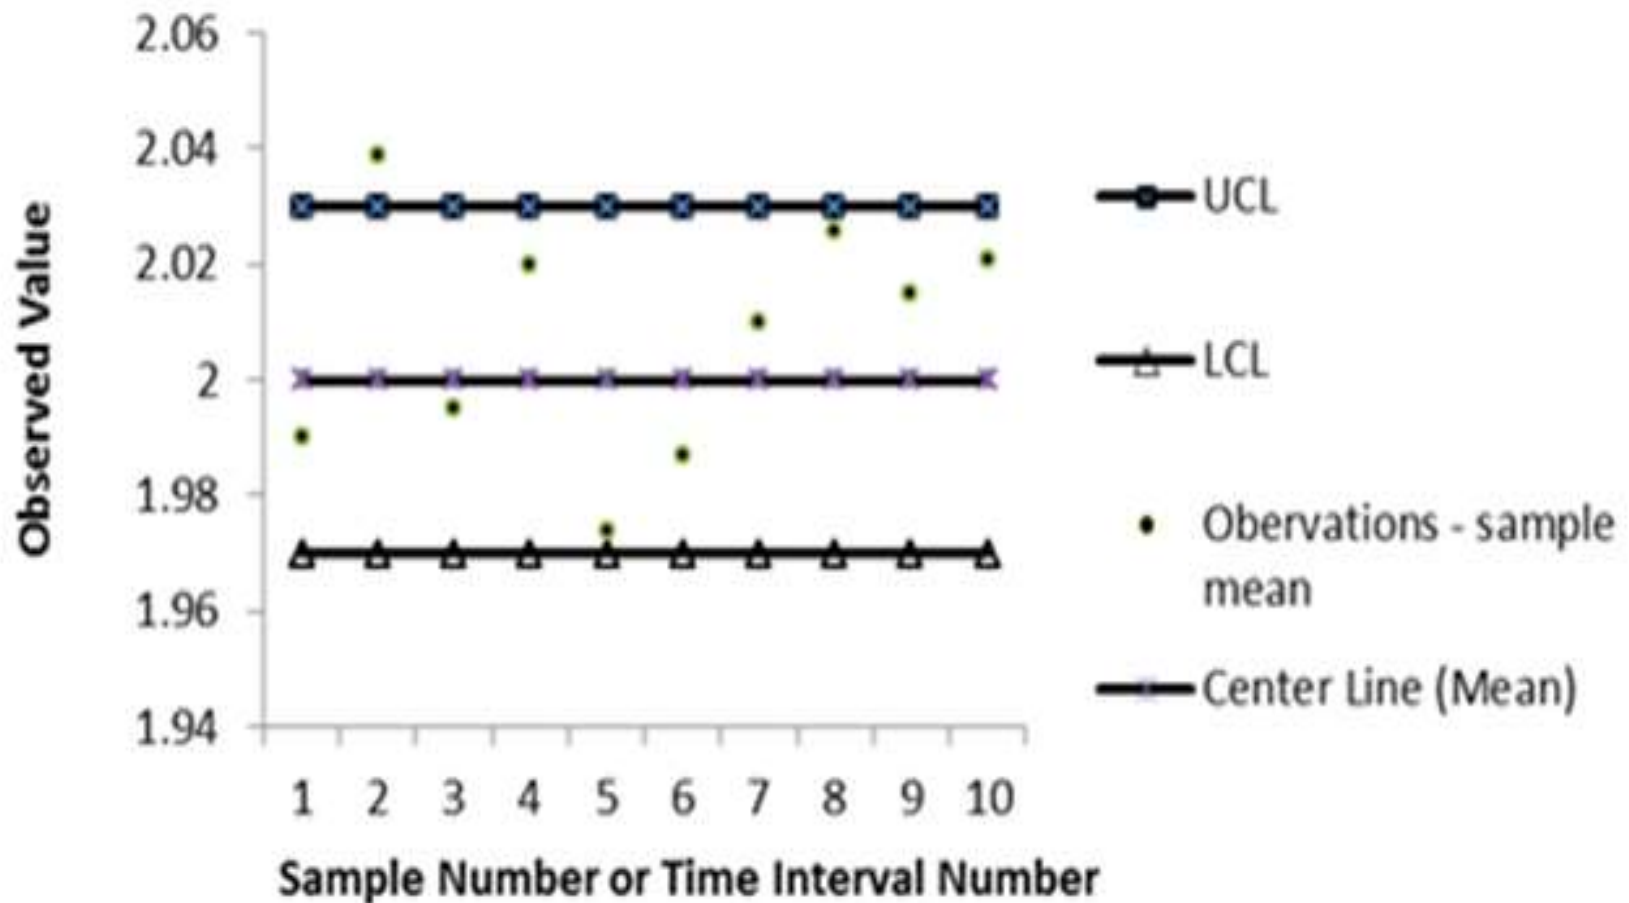 2.06
2.04
2.02
2
1.98
1.96
1.94
Observed Value
1 2 3 4 5 6 7 8 9 10
Sample Number or Time Interval Number
UCL
LCL
Obervations - sample
mean
Center Line (Mean)